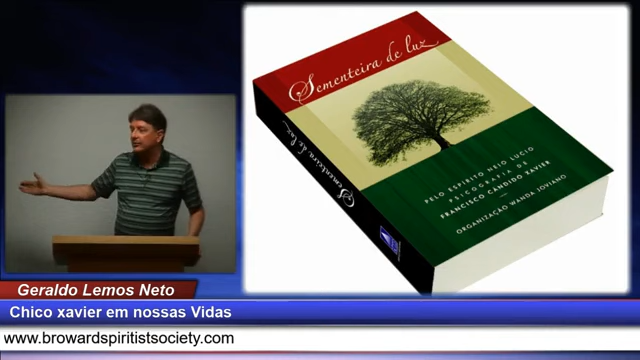 Sementeira de luz
Sementeira de luz
PELO ESPÍRITO NEIO LUCIO
PSICOGRAFIA DE
FRANCISCO CÂNDIDO XAVIER
ORGANIZAÇÃO WANDA JOVIANO
Geraldo Lemos Neto
Chico xavier em nossas Vidas
www.browardspiritistsociety.com